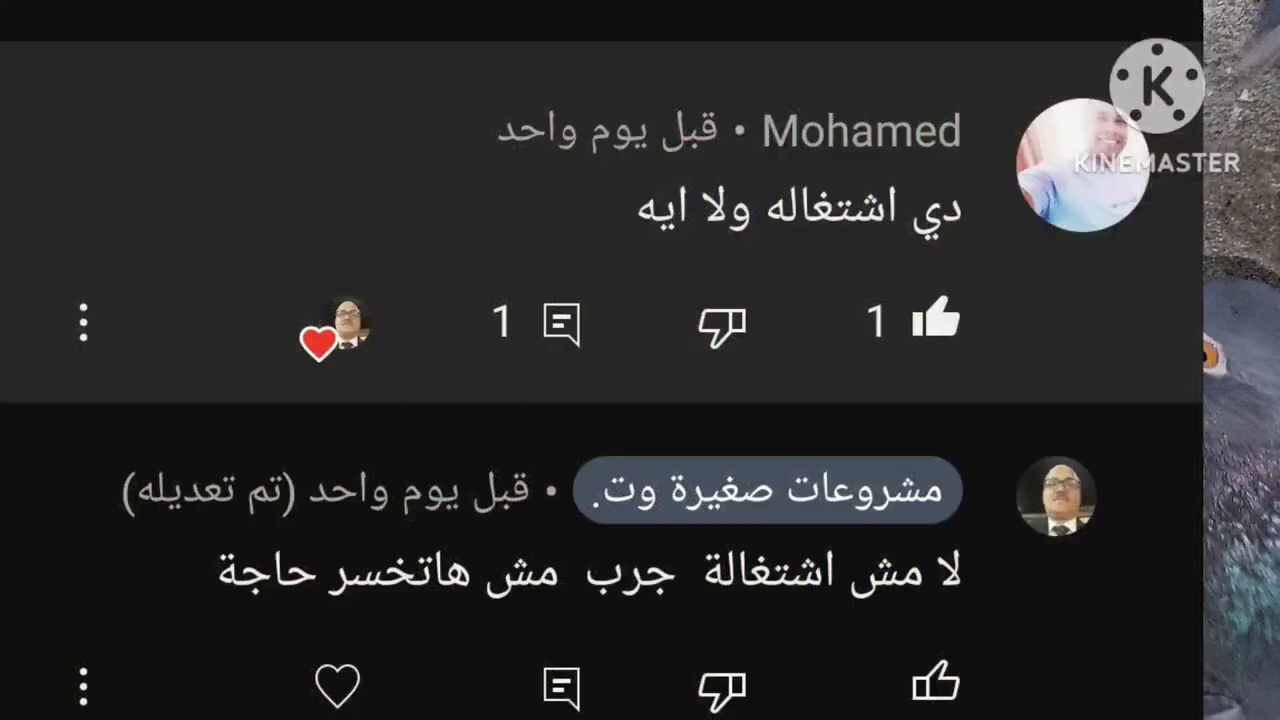 Mohamed • قبل يوم واحد
دي اشتغاله ولا ايه
1
1
مشروعات صغيرة وت. • قبل يوم واحد (تم تعديله)
لا مش اشتغالة جرب مش هاتخسر حاجة
K
KINEMASTER